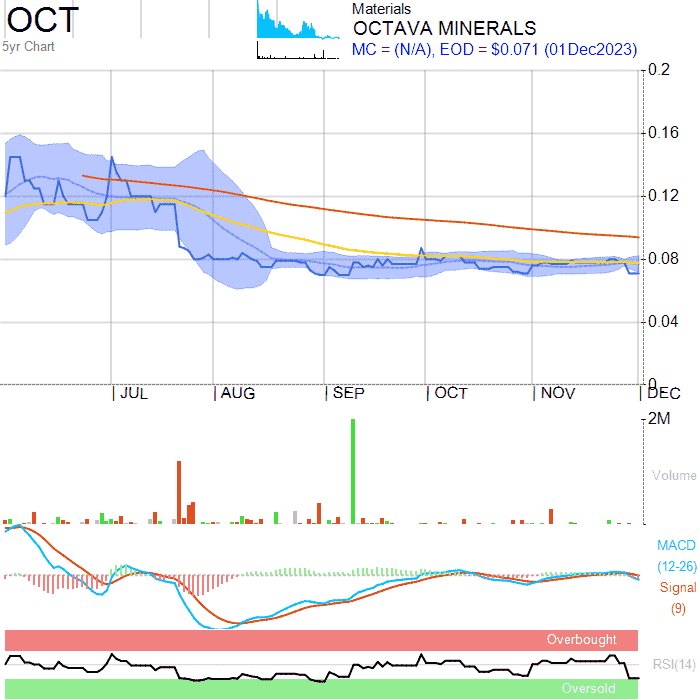 OCT
5yr Chart
Materials
OCTAVA MINERALS
MC = (N/A), EOD = $0.071 (01Dec2023)
0.2
0.16
0.12
0.08
0.04
0
JUL AUG SEP OCT NOV DEC
2M
Volume
MACD
(12-26)
Signal
(9)
Overbought
RSI(14)
Oversold